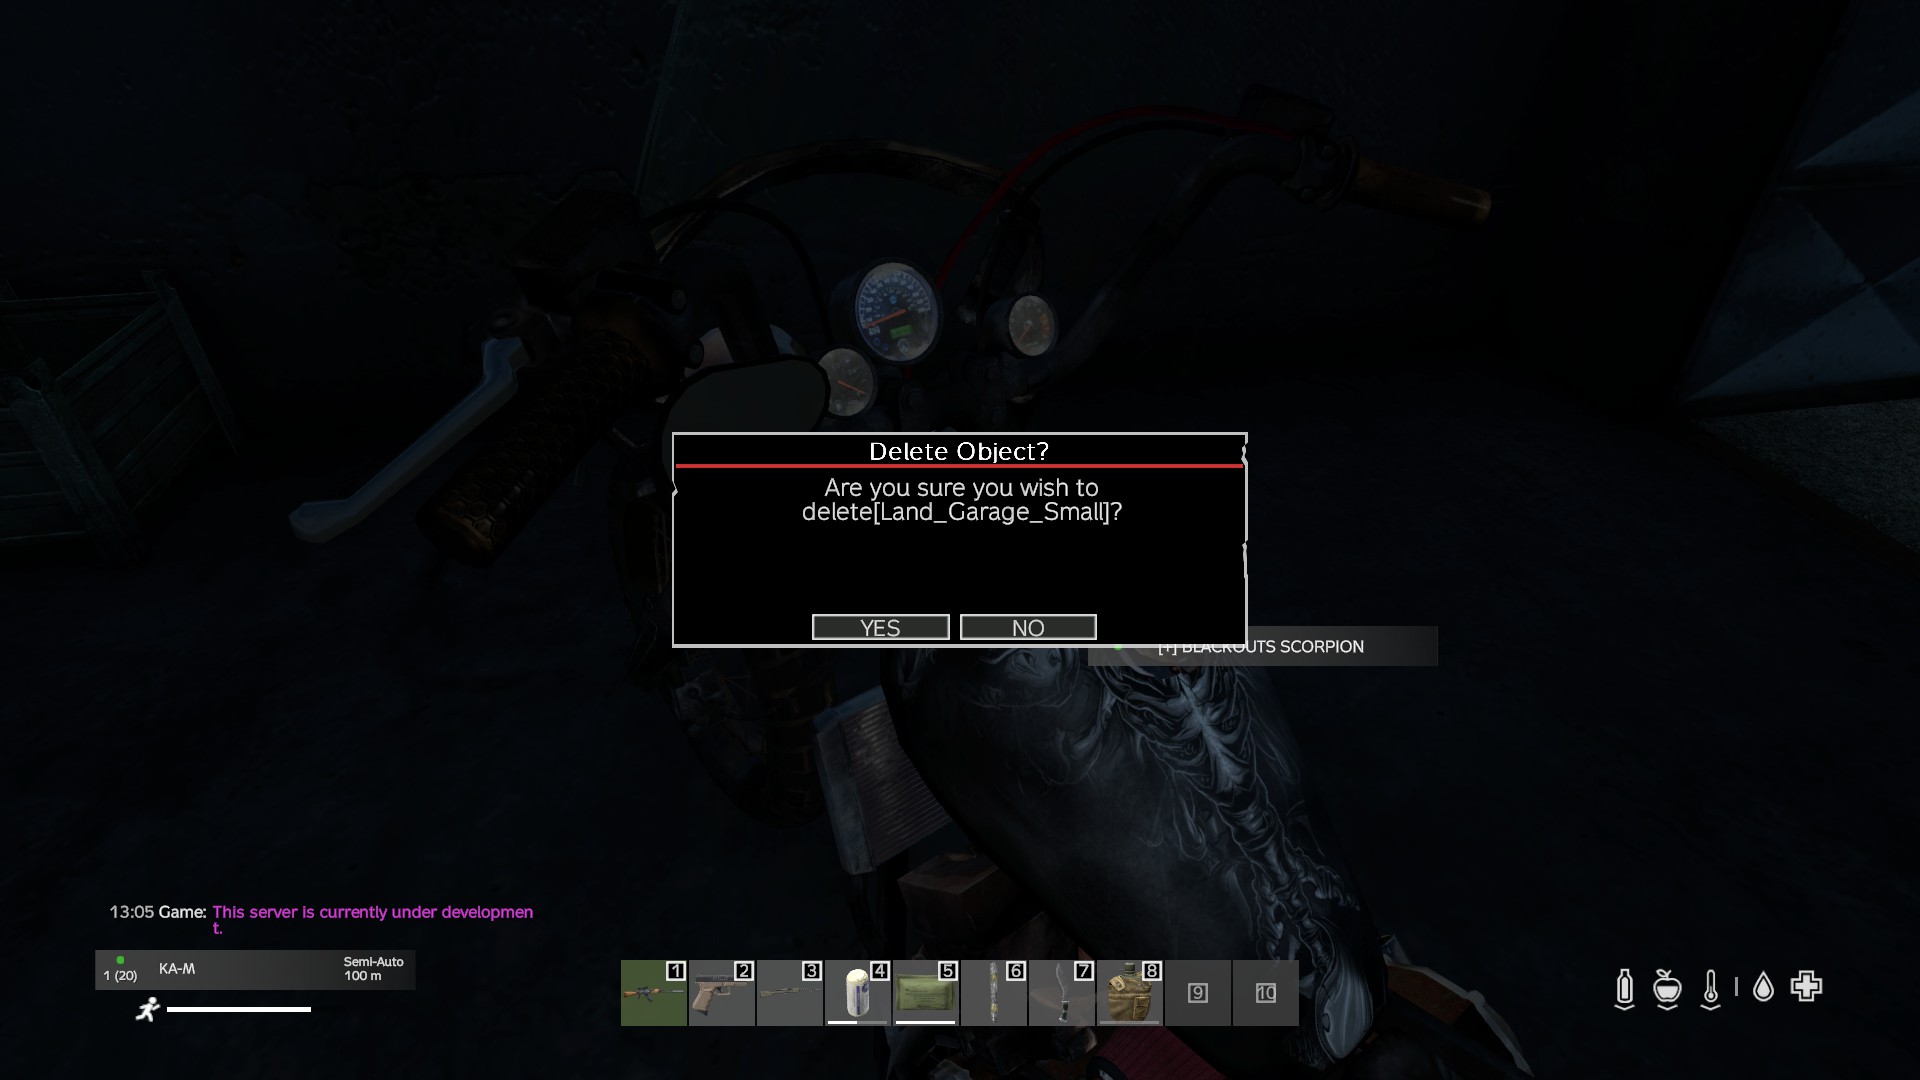 Delete Object?
Are you sure you wish to
delete[Land_Garage_Small]?
YES NO
[+] BLACKOUTS SCORPION
13:05 Game: This server is currently under developmen
t.
1 (20) KA-M Semi-Auto
100 m
1 2 3 4 5 6 7 8 9 10